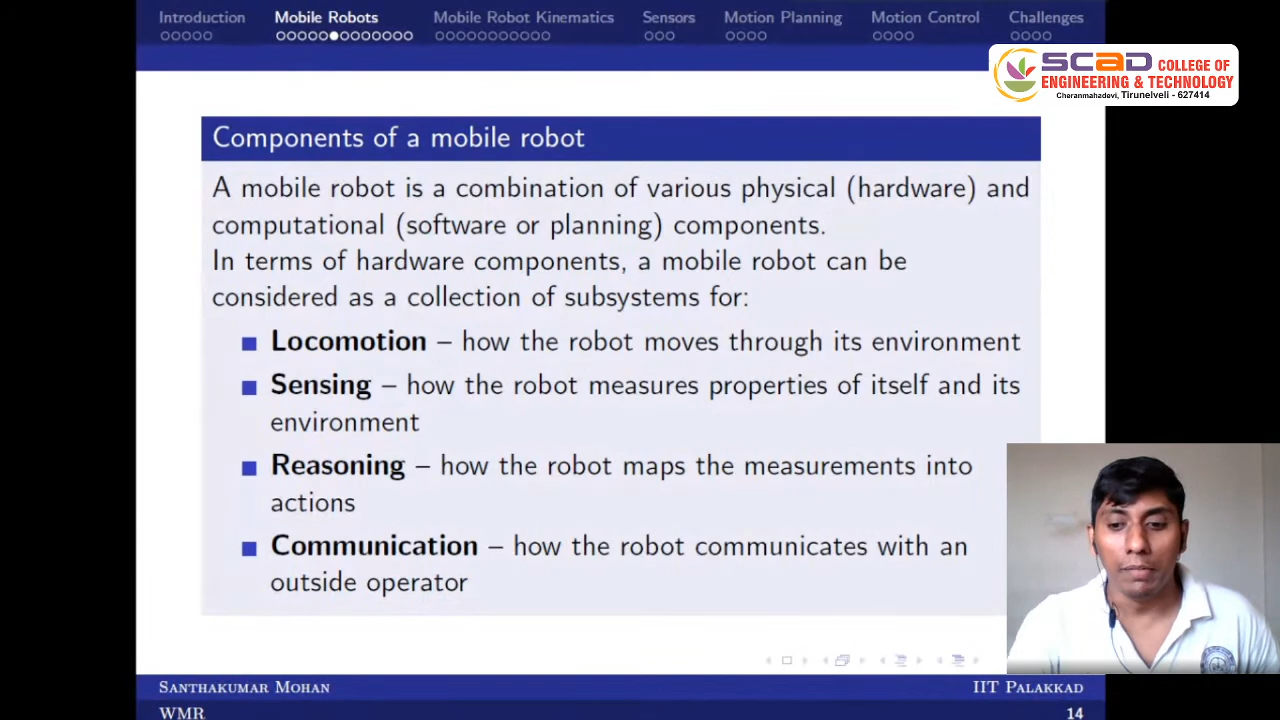 Introduction Mobile Robots Mobile Robot Kinematics Sensors Motion Planning Motion Control Challenges
SCAD COLLEGE OF
ENGINEERING & TECHNOLOGY
Cheranmahadevi, Tirunelveli - 627414
Components of a mobile robot
A mobile robot is a combination of various physical (hardware) and
computational (software or planning) components.
In terms of hardware components, a mobile robot can be
considered as a collection of subsystems for:
Locomotion – how the robot moves through its environment
Sensing – how the robot measures properties of itself and its
environment
Reasoning – how the robot maps the measurements into
actions
Communication – how the robot communicates with an
outside operator
Santhakumar Mohan IIT Palakkad
WMR 14